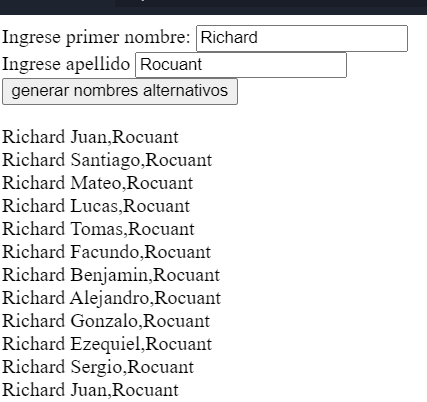 Ingrese primer nombre: Richard
Ingrese apellido Rocuant
generar nombres alternativos
Richard Juan,Rocuant
Richard Santiago,Rocuant
Richard Mateo,Rocuant
Richard Lucas,Rocuant
Richard Tomas,Rocuant
Richard Facundo,Rocuant
Richard Benjamin,Rocuant
Richard Alejandro,Rocuant
Richard Gonzalo,Rocuant
Richard Ezequiel,Rocuant
Richard Sergio,Rocuant
Richard Juan,Rocuant